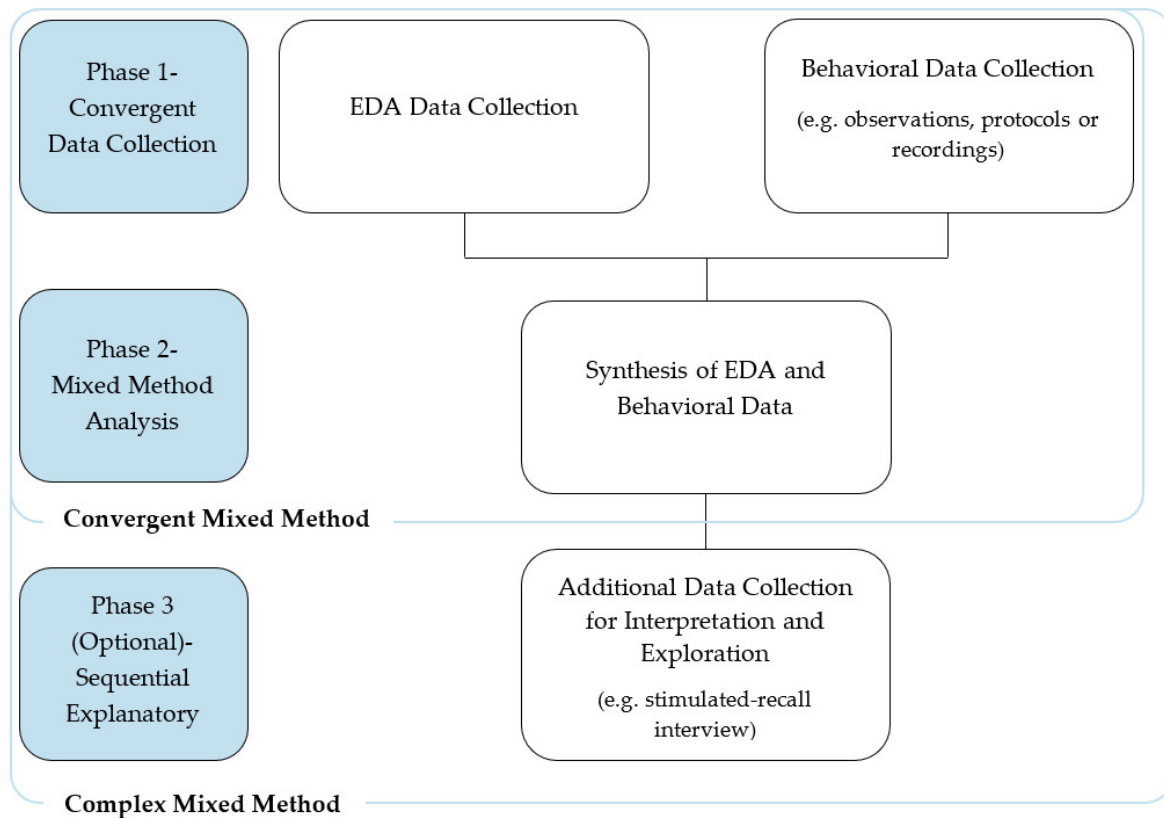 Phase 1-
Convergent
Data Collection
EDA Data Collection
Behavioral Data Collection
(e.g. observations, protocols or
recordings)
Phase 2-
Mixed Method
Analysis
Synthesis of EDA and
Behavioral Data
Convergent Mixed Method
Phase 3
(Optional)-
Sequential
Explanatory
Additional Data Collection
for Interpretation and
Exploration
(e.g. stimulated-recall
interview)
Complex Mixed Method